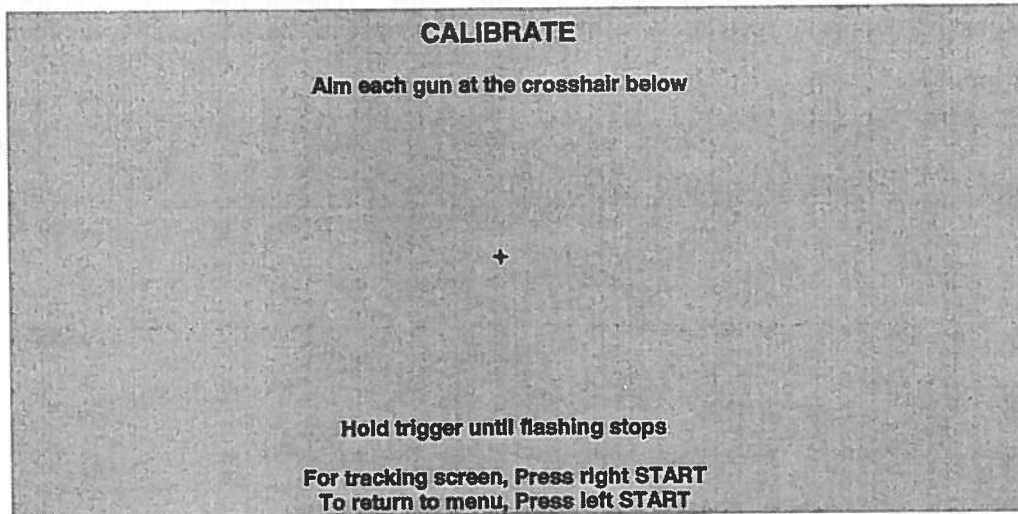 CALIBRATE
Aim each gun at the crosshair below
Hold trigger until flashing stops
For tracking screen, Press right START
To return to menu, Press left START